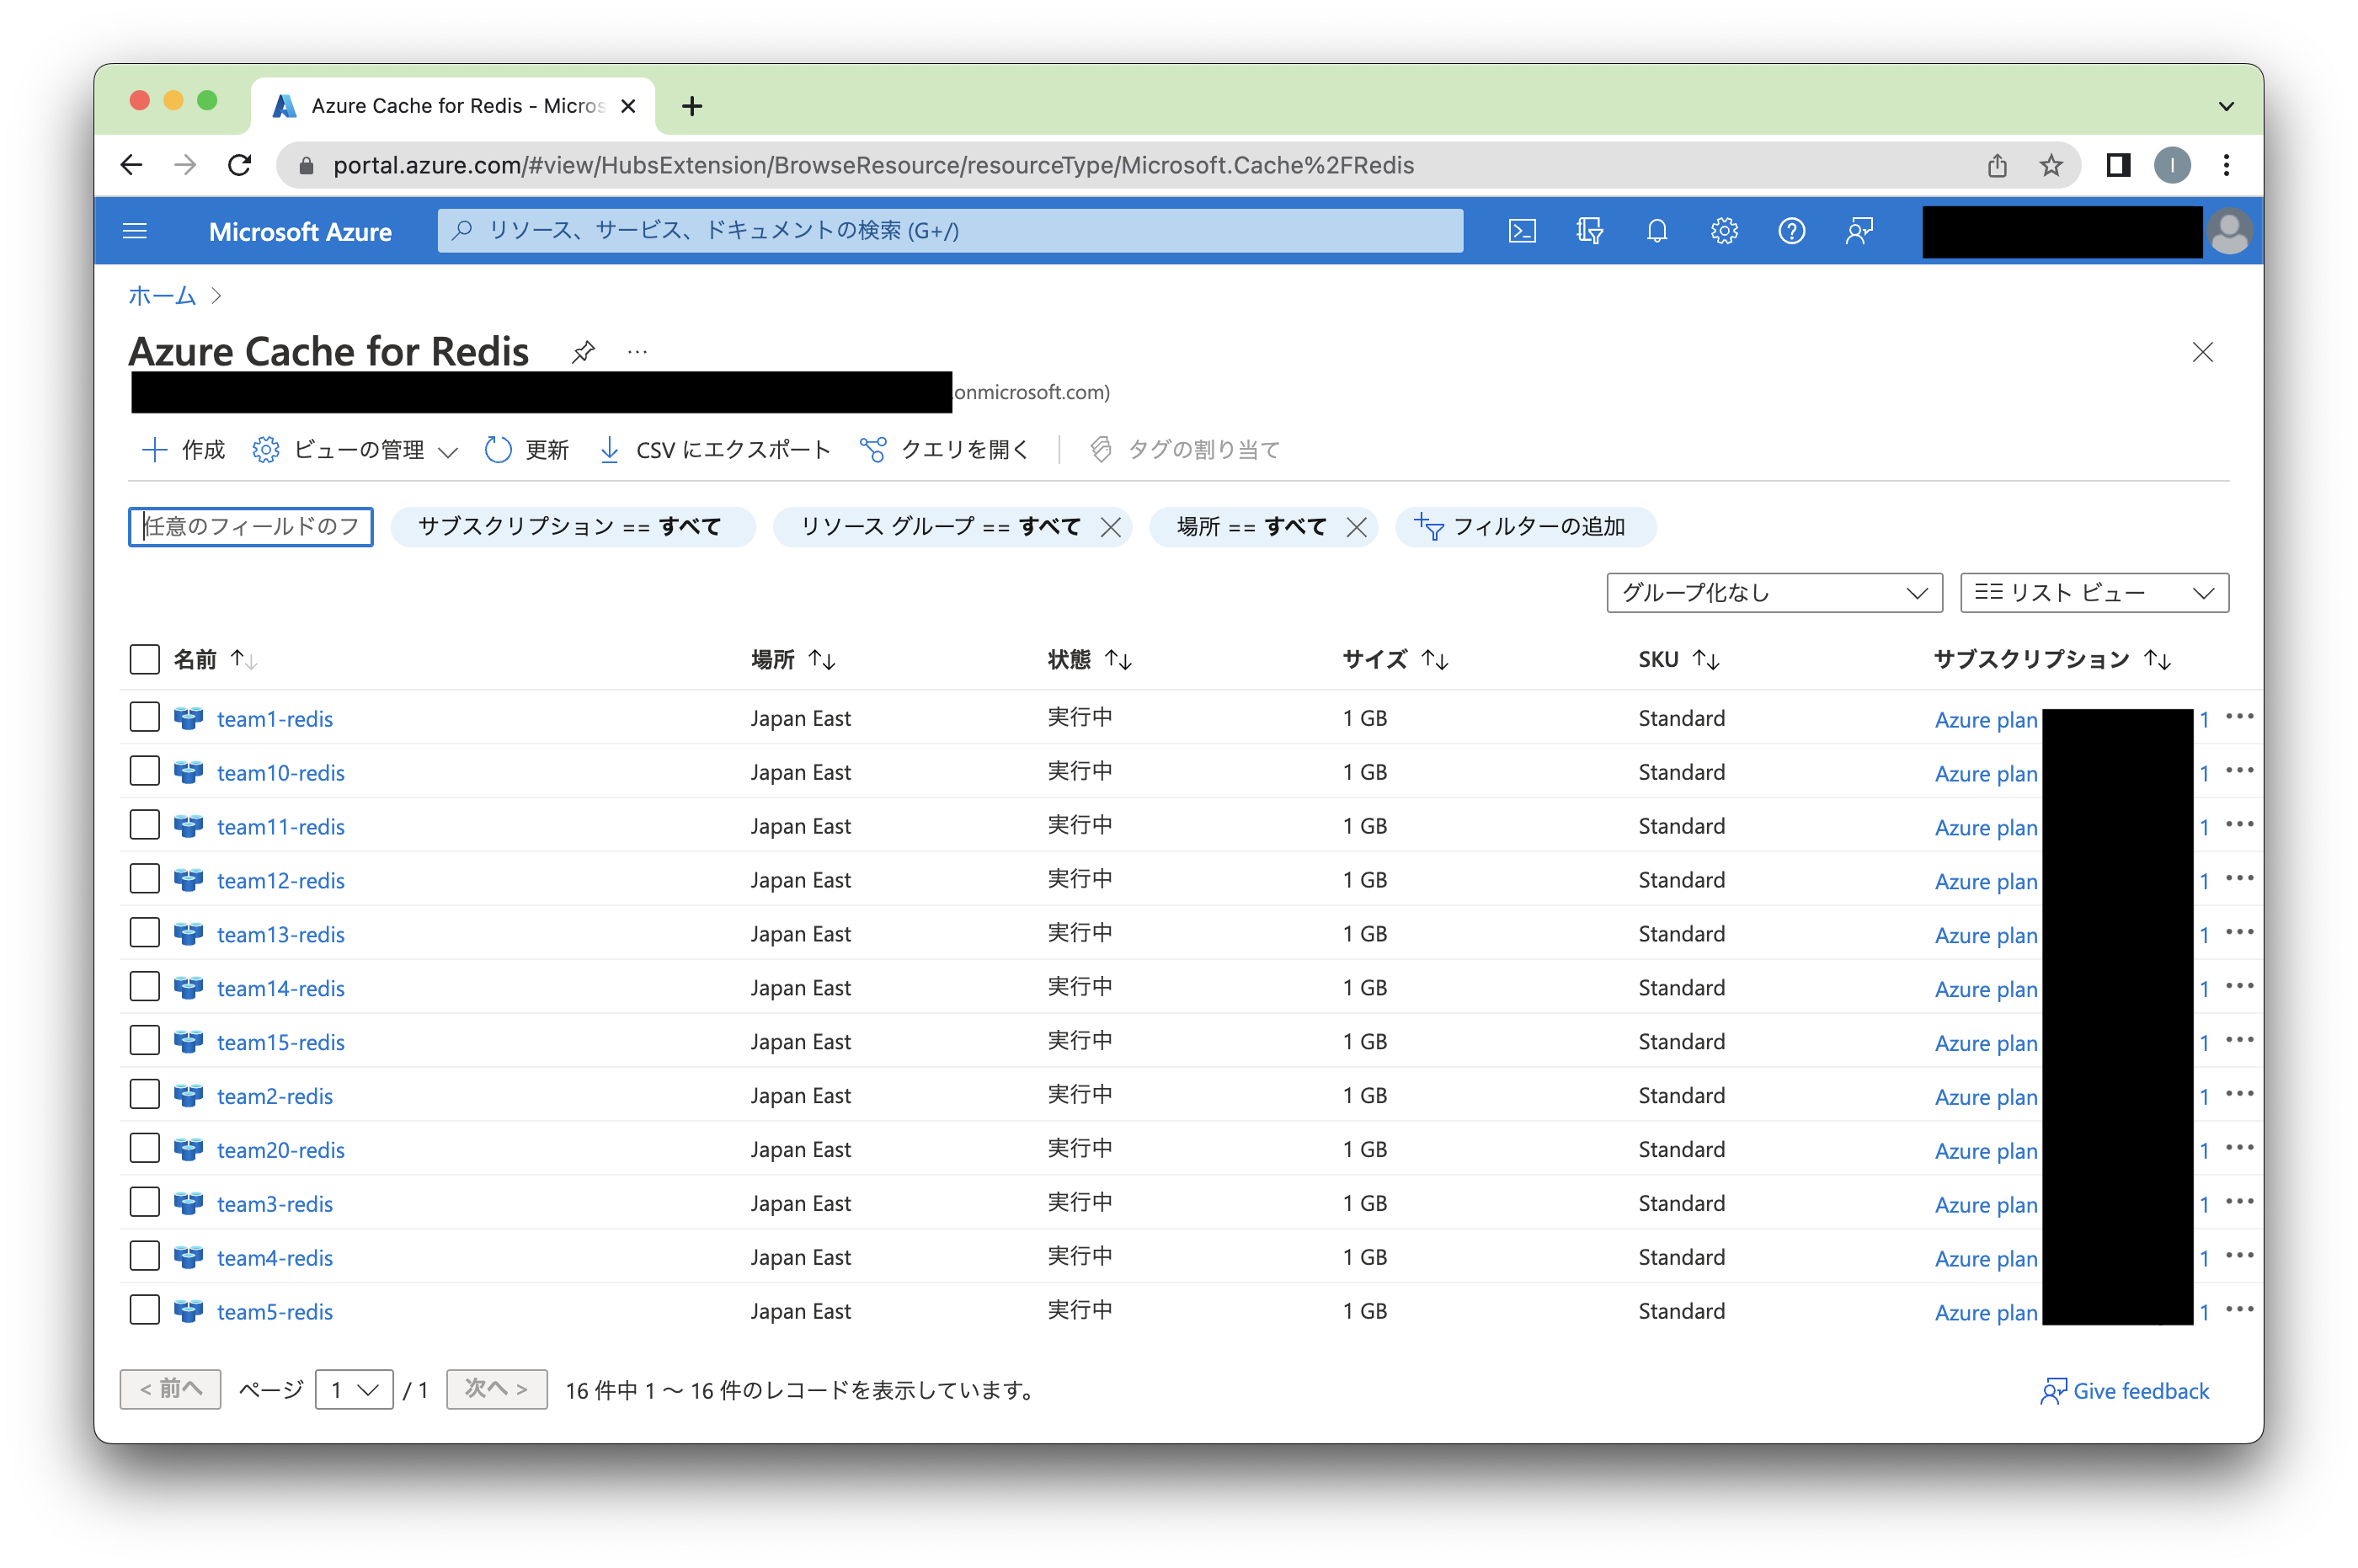 Azure Cache for Redis - Micros
portal.azure.com/#view/HubsExtension/BrowseResource/resourceType/Microsoft.Cache%2FRedis
Microsoft Azure リソース、サービス、ドキュメントの検索 (G+/)
ホーム
Azure Cache for Redis
.onmicrosoft.com)
作成 ビューの管理 更新 CSV にエクスポート クエリを開く タグの割り当て
任意のフィールドのフ サブスクリプション == すべて リソース グループ == すべて 場所 == すべて フィルターの追加
グループ化なし リスト ビュー
名前 場所 状態 サイズ SKU サブスクリプション
team1-redis Japan East 実行中 1 GB Standard Azure plan 1
team10-redis Japan East 実行中 1 GB Standard Azure plan 1
team11-redis Japan East 実行中 1 GB Standard Azure plan 1
team12-redis Japan East 実行中 1 GB Standard Azure plan 1
team13-redis Japan East 実行中 1 GB Standard Azure plan 1
team14-redis Japan East 実行中 1 GB Standard Azure plan 1
team15-redis Japan East 実行中 1 GB Standard Azure plan 1
team2-redis Japan East 実行中 1 GB Standard Azure plan 1
team20-redis Japan East 実行中 1 GB Standard Azure plan 1
team3-redis Japan East 実行中 1 GB Standard Azure plan 1
team4-redis Japan East 実行中 1 GB Standard Azure plan 1
team5-redis Japan East 実行中 1 GB Standard Azure plan 1
< 前へ ページ 1 / 1 次へ > 16 件中 1 ～ 16 件のレコードを表示しています。 Give feedback